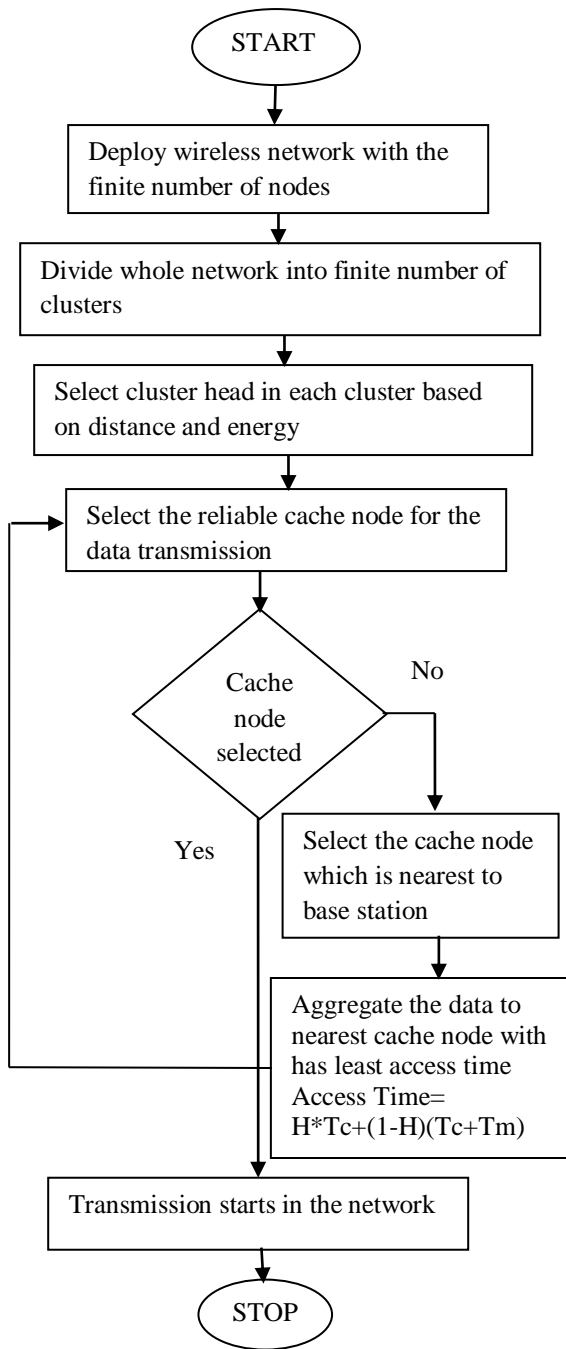 START
Deploy wireless network with the
finite number of nodes
Divide whole network into finite number of
clusters
Select cluster head in each cluster based
on distance and energy
Select the reliable cache node for the
data transmission
Cache
node
selected
No
Yes
Select the cache node
which is nearest to
base station
Aggregate the data to
nearest cache node with
has least access time
Access Time=
H*Tc+(1-H)(Tc+Tm)
Transmission starts in the network
STOP